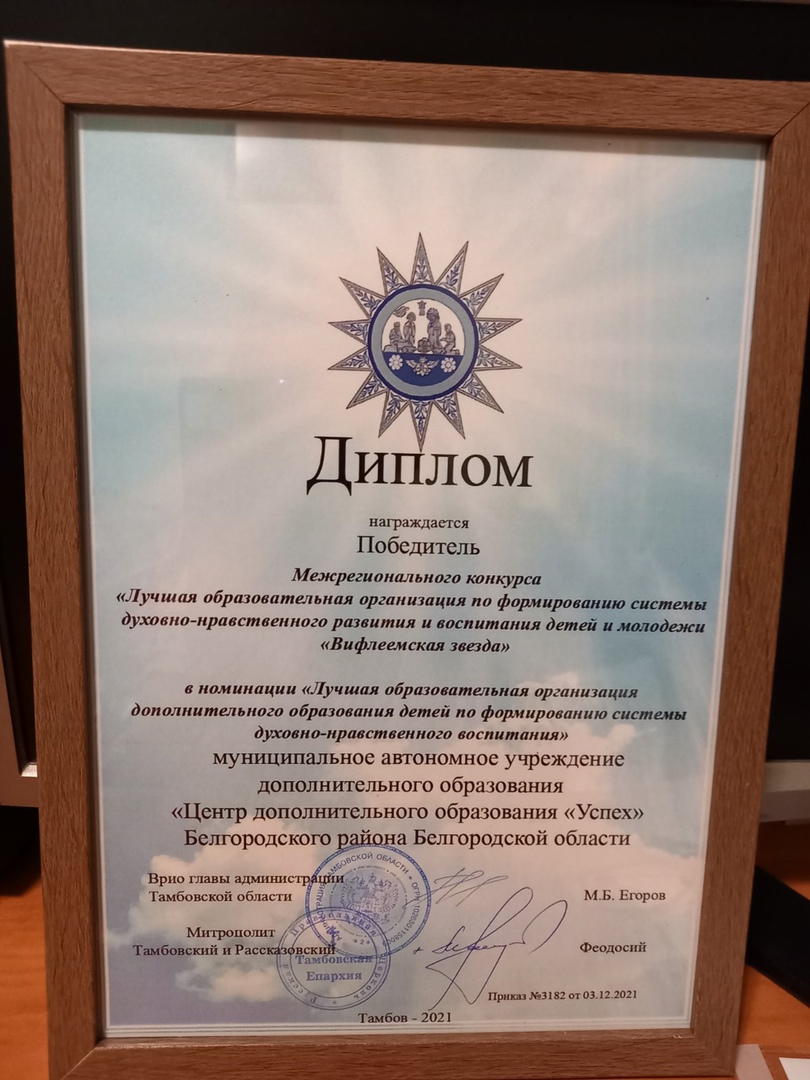 Диплом
награждается
Победитель
Межрегионального конкурса
«Лучшая образовательная организация по формированию системы
духовно-нравственного развития и воспитания детей и молодежи
«Вифлеемская звезда»
в номинации «Лучшая образовательная организация
дополнительного образования детей по формированию системы
духовно-нравственного воспитания»
муниципальное автономное учреждение
дополнительного образования
«Центр дополнительного образования «Успех»
Белгородского района Белгородской области
Врио главы администрации
Тамбовской области
М.Б. Егоров
Митрополит
Тамбовский и Рассказовский
Феодосий
Тамбовская
Епархия
Приказ №3182 от 03.12.2021
Тамбов - 2021